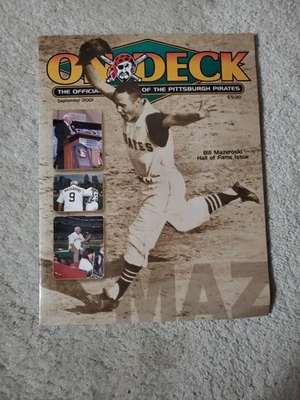 ON DECK
THE OFFICIAL
OF THE PITTSBURGH PIRATES
September 2001
$5.00
Bill Mazeroski
Hall of Fame Issue
9
MAZ